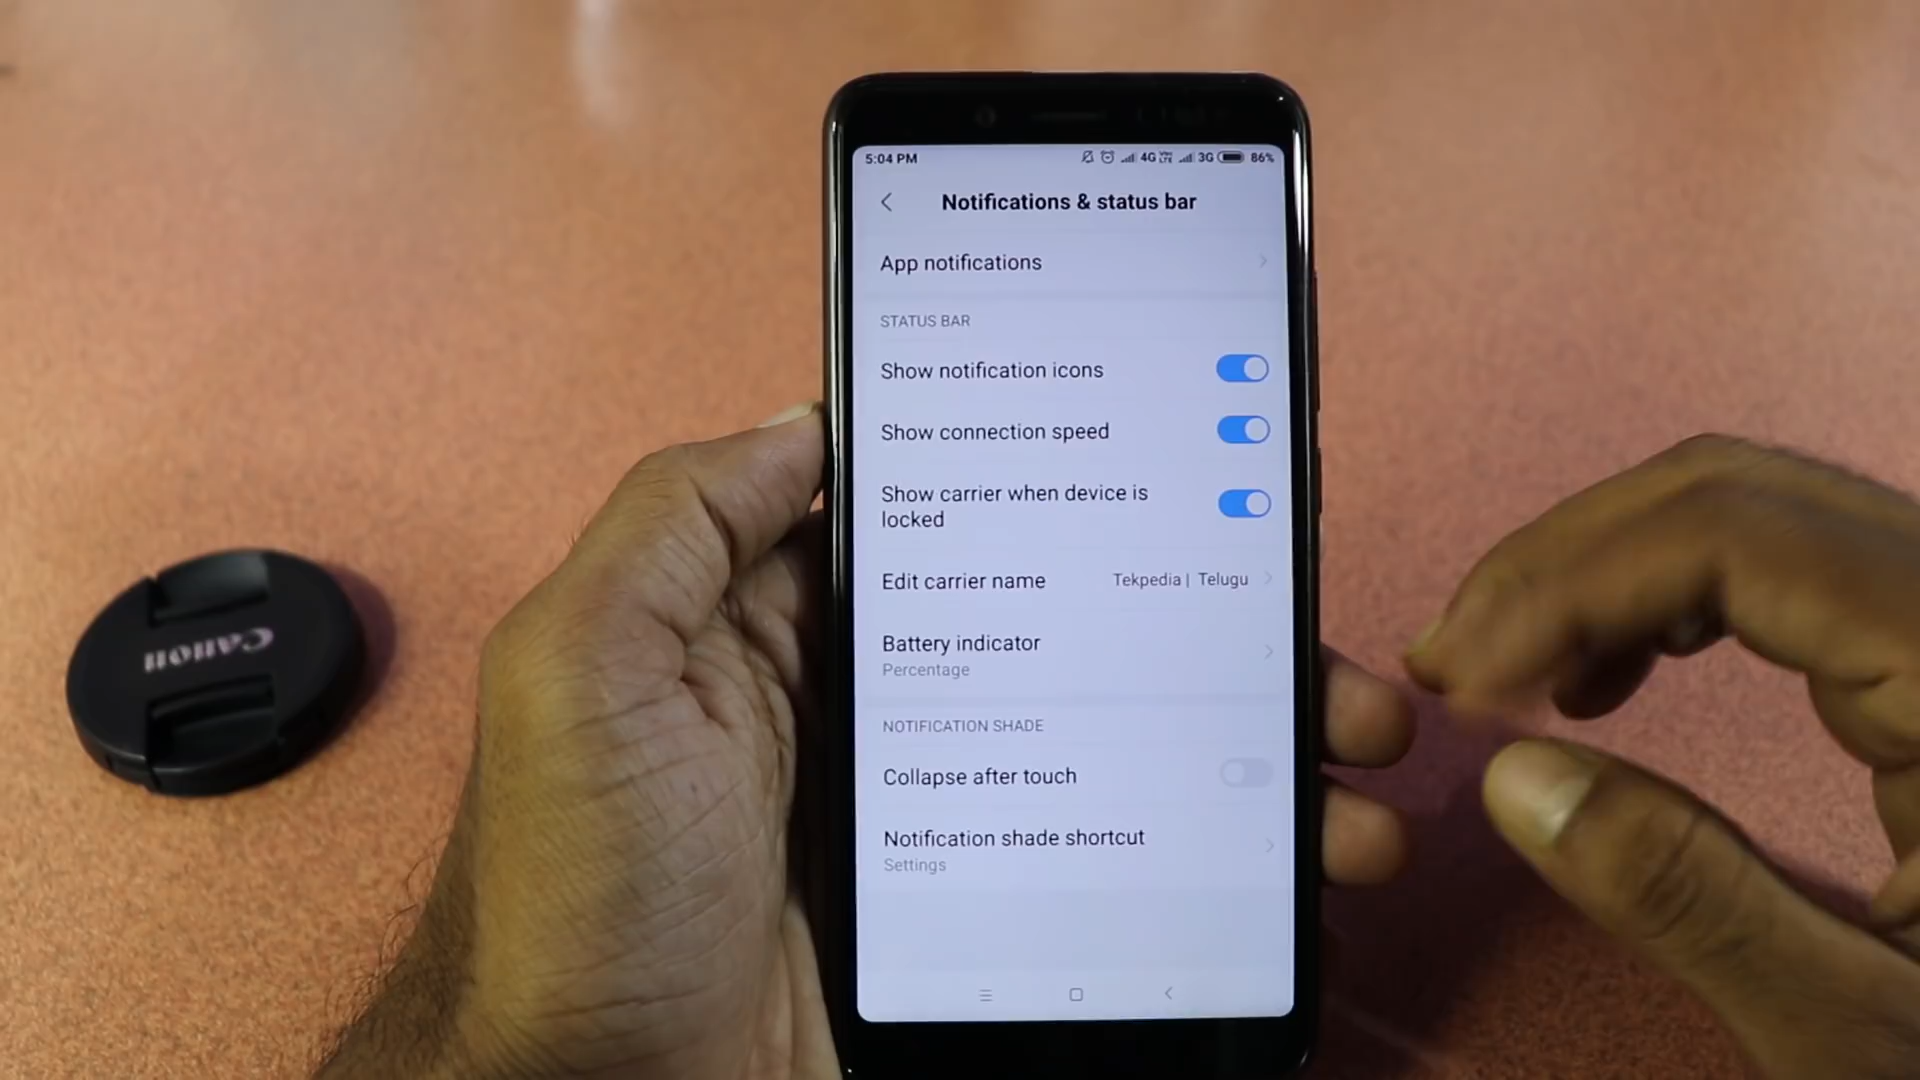 5:04 PM 4G VoLTE 3G 86%
Notifications & status bar
App notifications
STATUS BAR
Show notification icons
Show connection speed
Show carrier when device is
locked
Edit carrier name Tekpedia | Telugu
Battery indicator
Percentage
NOTIFICATION SHADE
Collapse after touch
Notification shade shortcut
Settings
Canon